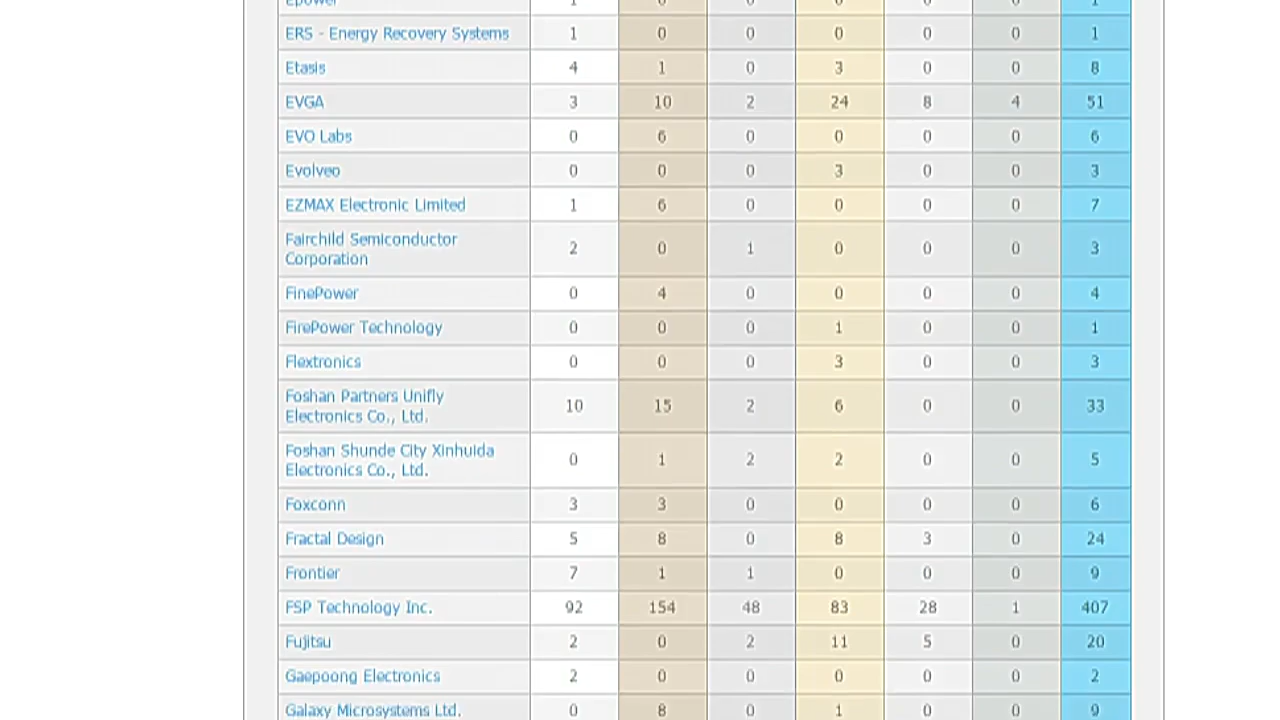 Epower 1 0 0 0 0 0 1
ERS - Energy Recovery Systems 1 0 0 0 0 0 1
Etasis 4 1 0 3 0 0 8
EVGA 3 10 2 24 8 4 51
EVO Labs 0 6 0 0 0 0 6
Evolveo 0 0 0 3 0 0 3
EZMAX Electronic Limited 1 6 0 0 0 0 7
Fairchild Semiconductor
Corporation 2 0 1 0 0 0 3
FinePower 0 4 0 0 0 0 4
FirePower Technology 0 0 0 1 0 0 1
Flextronics 0 0 0 3 0 0 3
Foshan Partners Unifly
Electronics Co., Ltd. 10 15 2 6 0 0 33
Foshan Shunde City Xinhuida
Electronics Co., Ltd. 0 1 2 2 0 0 5
Foxconn 3 3 0 0 0 0 6
Fractal Design 5 8 0 8 3 0 24
Frontier 7 1 1 0 0 0 9
FSP Technology Inc. 92 154 48 83 28 1 407
Fujitsu 2 0 2 11 5 0 20
Gaepoong Electronics 2 0 0 0 0 0 2
Galaxy Microsystems Ltd. 0 8 0 1 0 0 9